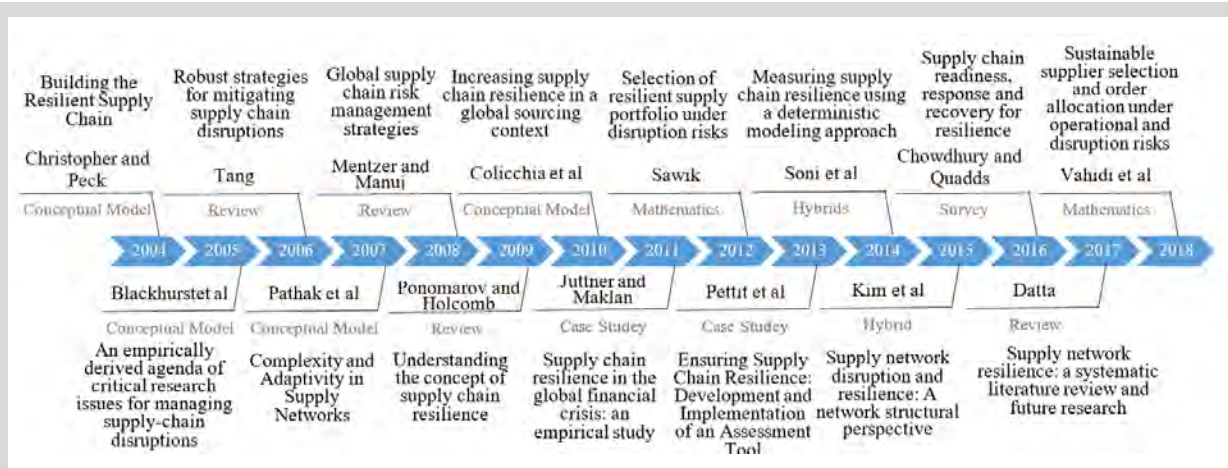 Building the
Resilient Supply
Chain
Christopher and
Peck
Conceptual Model
Robust strategies
for mitigating
supply chain
disruptions
Tang
Review
Global supply
chain risk
management
strategies
Mentzer and
Manuj
Review
Increasing supply
chain resilience in a
global sourcing
context
Colicchia et al
Conceptual Model
Selection of
resilient supply
portfolio under
disruption risks
Sawik
Mathematics
Measuring supply
chain resilience using
a deterministic
modeling approach
Soni et al
Hybrids
Supply chain
readiness,
response and
recovery for
resilience
Chowdhury and
Quadds
Survey
Sustainable
supplier selection
and order
allocation under
operational and
disruption risks
Vahidi et al
Mathematics
2004 2005 2006 2007 2008 2009 2010 2011 2012 2013 2014 2015 2016 2017 2018
Blackhurstet al
Conceptual Model
An empirically
derived agenda of
critical research
issues for managing
supply-chain
disruptions
Pathak et al
Conceptual Model
Complexity and
Adaptivity in
Supply
Networks
Ponomarov and
Holcomb
Review
Understanding
the concept of
supply chain
resilience
Juttner and
Maklan
Case Studey
Supply chain
resilience in the
global financial
crisis: an
empirical study
Pettit et al
Case Studey
Ensuring Supply
Chain Resilience:
Development and
Implementation
of an Assessment
Tool
Kim et al
Hybrid
Supply network
disruption and
resilience: A
network structural
perspective
Datta
Review
Supply network
resilience: a systematic
literature review and
future research